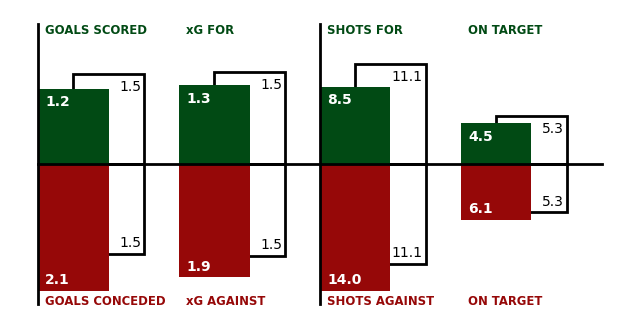 GOALS SCORED xG FOR SHOTS FOR ON TARGET
1.5 1.5 11.1
1.2 1.3 8.5
4.5 5.3
6.1 5.3
1.5 1.5 11.1
2.1 1.9 14.0
GOALS CONCEDED xG AGAINST SHOTS AGAINST ON TARGET